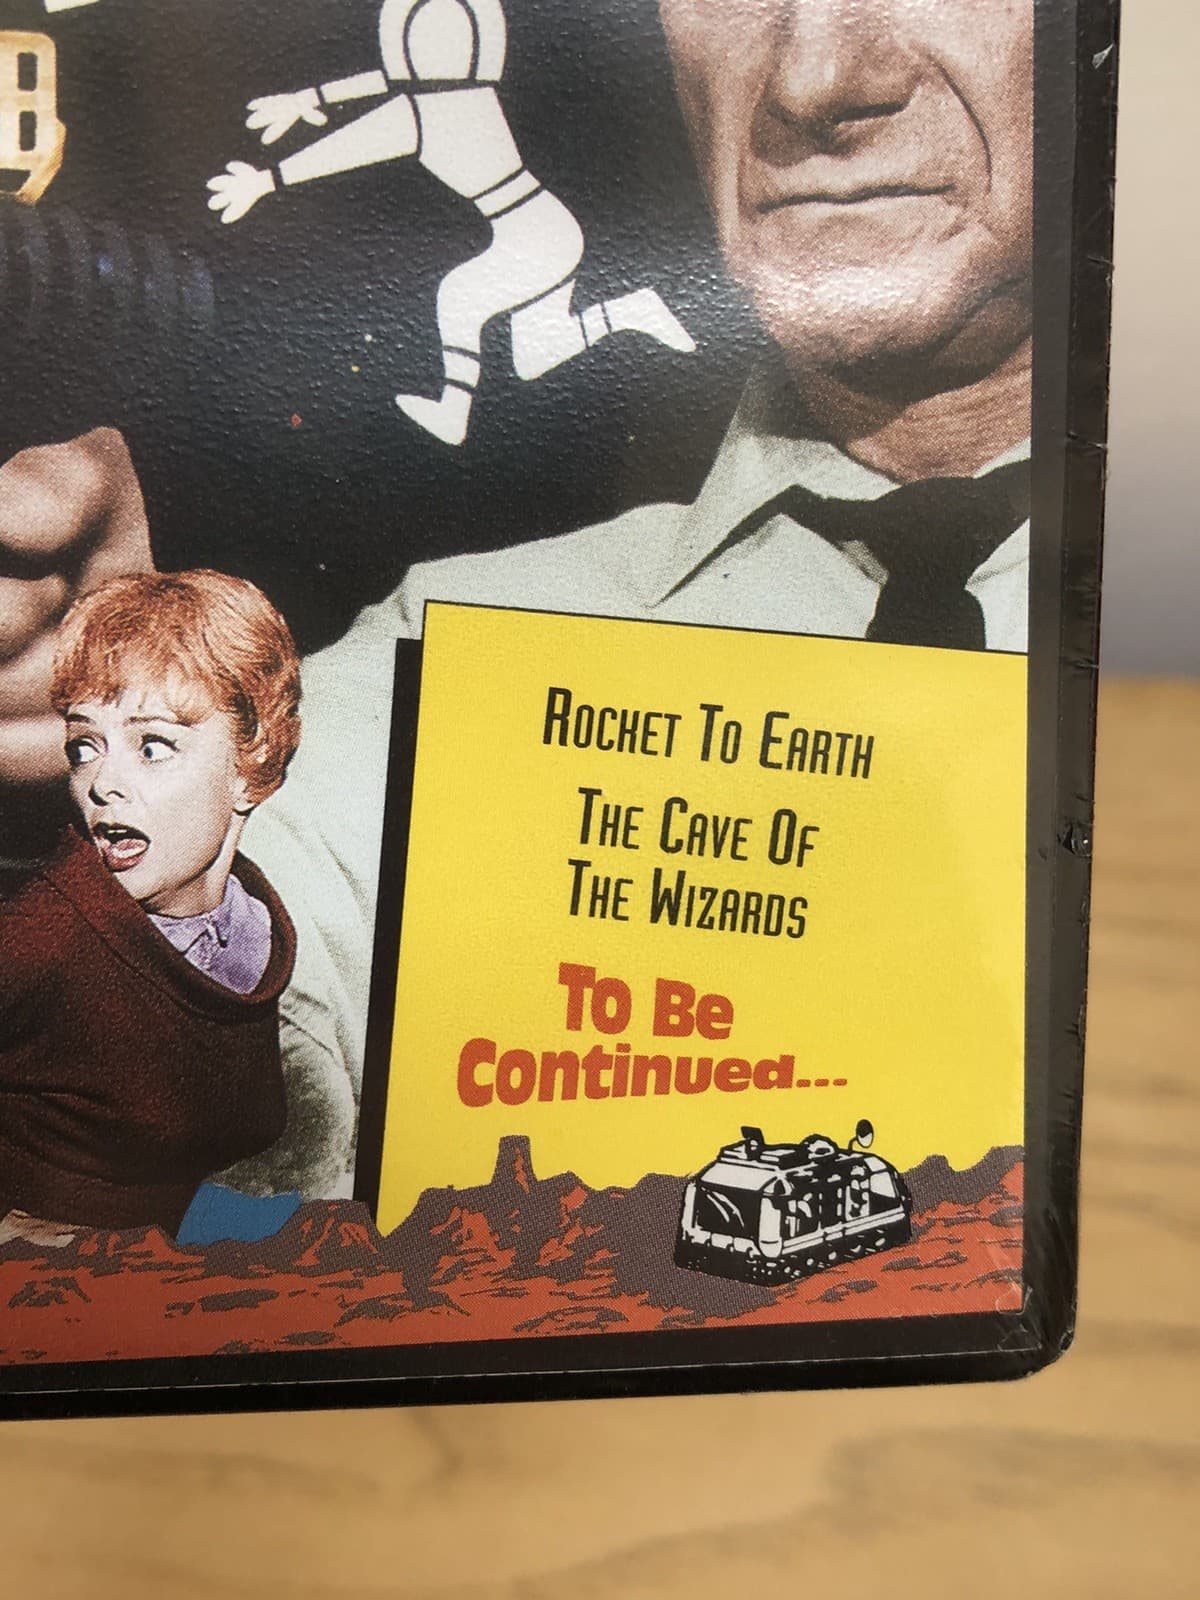 Rocket To Earth
The Cave Of
The Wizards
To Be
Continued...